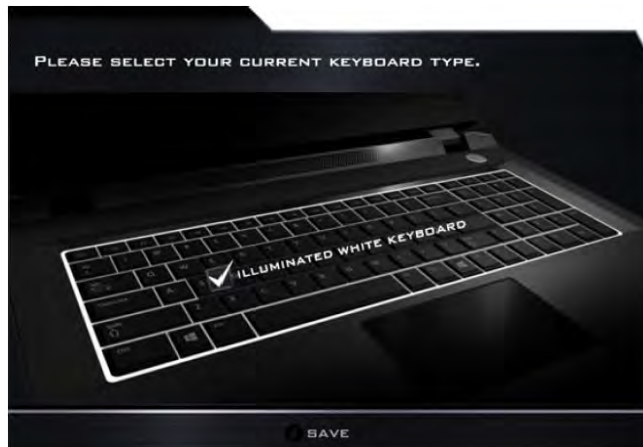 PLEASE SELECT YOUR CURRENT KEYBOARD TYPE.
ILLUMINATED WHITE KEYBOARD
SAVE